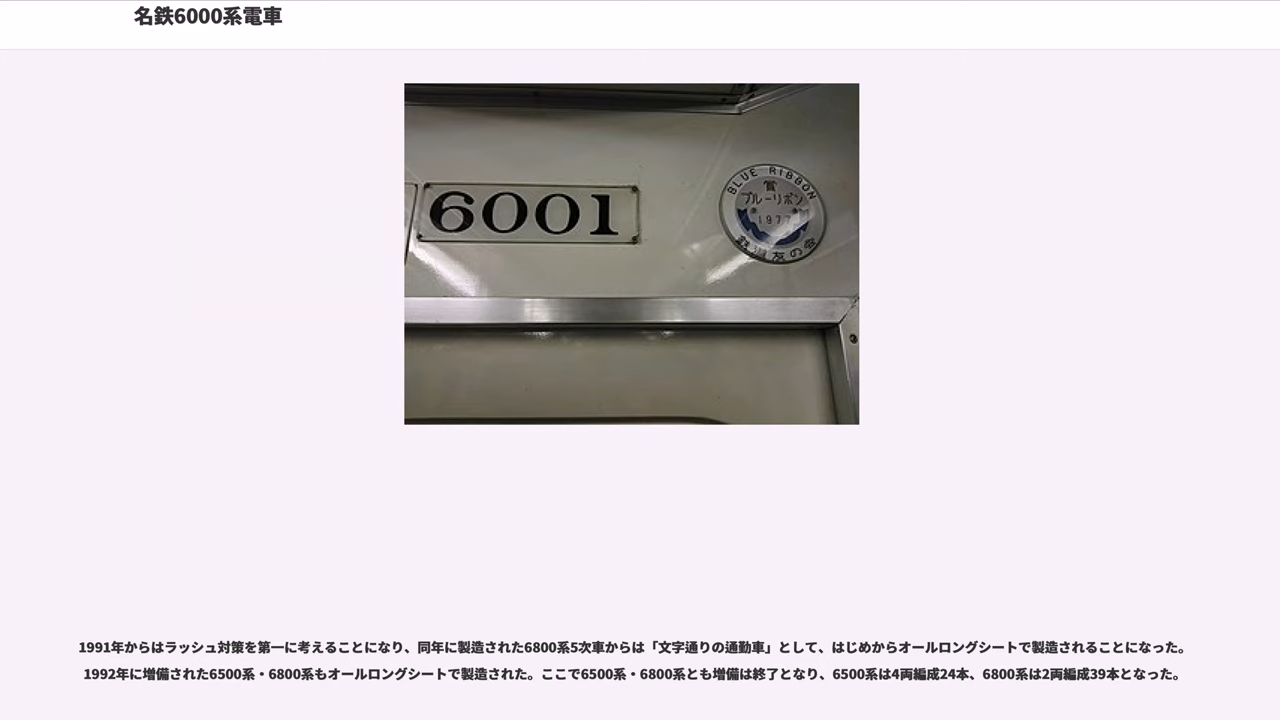 名鉄6000系電車
6001
BLUE RIBBON
賞
ブルーリボン
1977
鉄道友の会
1991年からはラッシュ対策を第一に考えることになり、同年に製造された6800系5次車からは「文字通りの通勤車」として、はじめからオールロングシートで製造されることになった。
1992年に増備された6500系・6800系もオールロングシートで製造された。ここで6500系・6800系とも増備は終了となり、6500系は4両編成24本、6800系は2両編成39本となった。